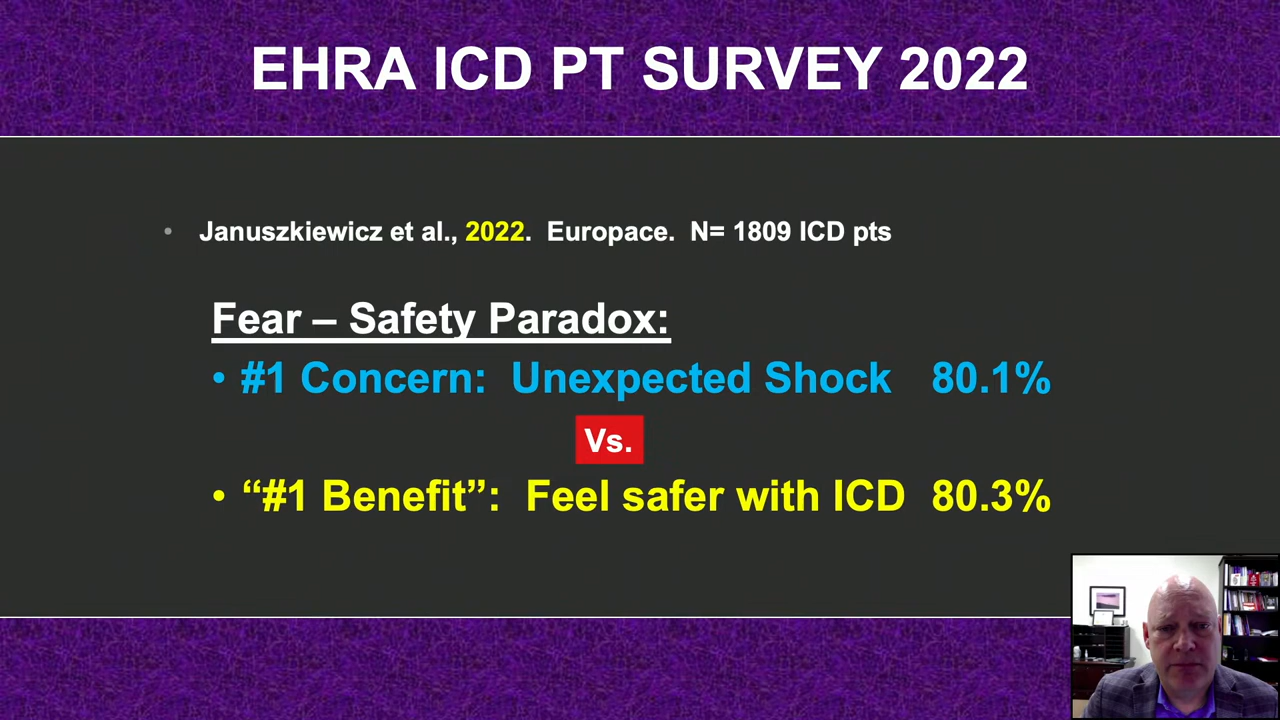 EHRA ICD PT SURVEY 2022
• Januszkiewicz et al., 2022. Europace. N= 1809 ICD pts
Fear – Safety Paradox:
• #1 Concern: Unexpected Shock 80.1%
Vs.
• “#1 Benefit”: Feel safer with ICD 80.3%